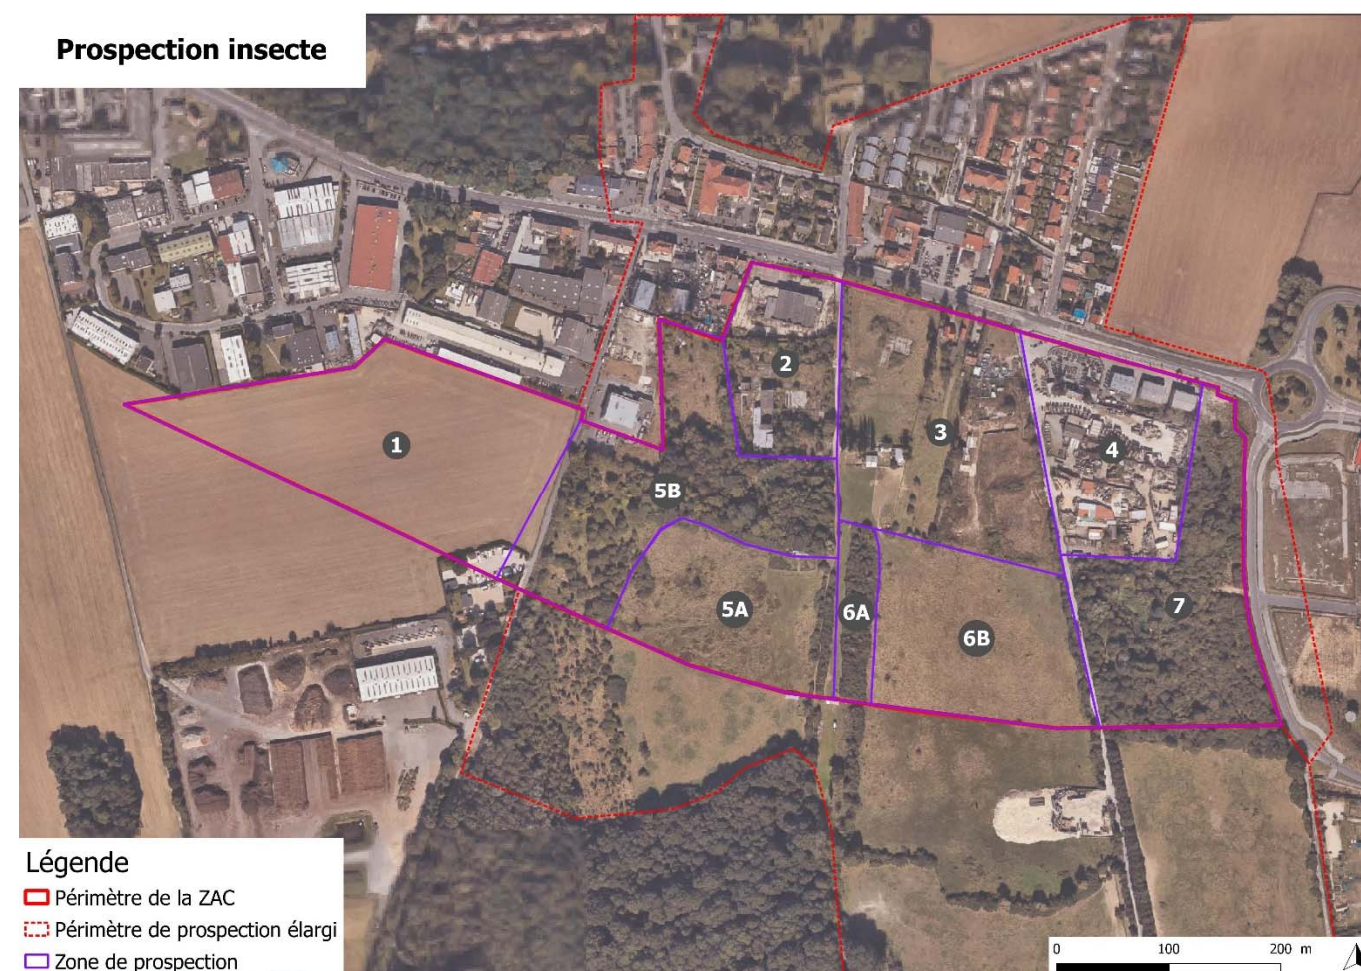 Prospection insecte
1
2
3
4
5B
5A
6A
6B
7
Légende
Périmètre de la ZAC
Périmètre de prospection élargi
Zone de prospection
0 100 200 m